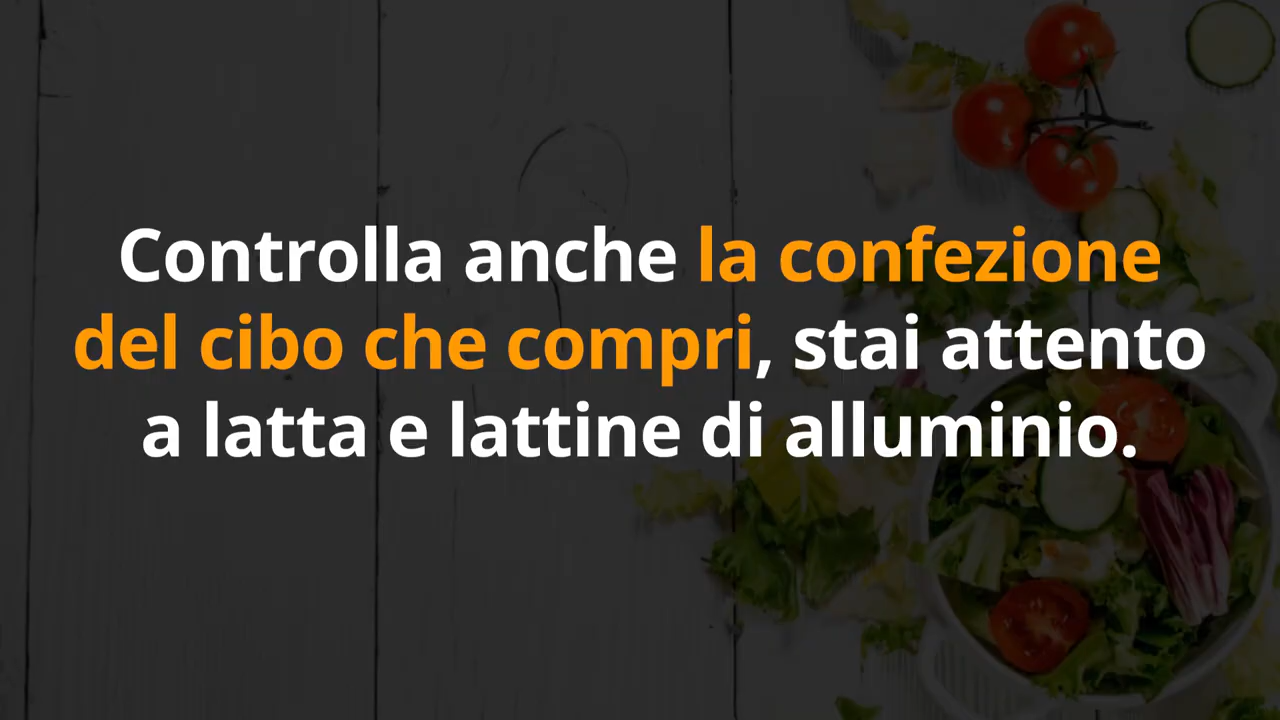 Controlla anche la confezione
del cibo che compri, stai attento
a latta e lattine di alluminio.